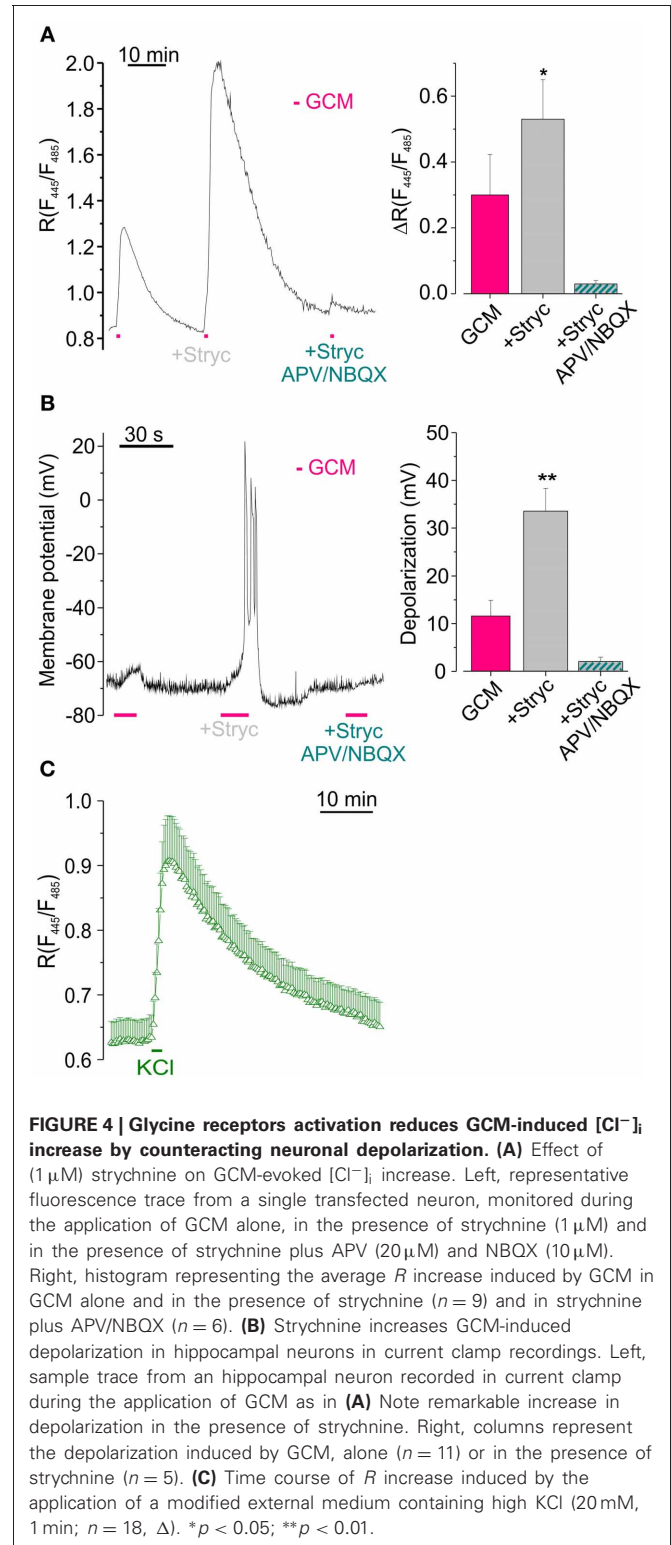 A
10 min
2.0
1.8
1.6
1.4
1.2
1.0
0.8
R(F445/F485)
- GCM
+Stryc
+Stryc
APV/NBQX
*
0.6
0.4
0.2
0.0
ΔR(F445/F485)
GCM
+Stryc
+Stryc
APV/NBQX
B
30 s
20
0
-20
-40
-60
-80
Membrane potential (mV)
- GCM
+Stryc
+Stryc
APV/NBQX
**
50
40
30
20
10
0
Depolarization (mV)
GCM
+Stryc
+Stryc
APV/NBQX
C
10 min
1.0
0.9
0.8
0.7
0.6
R(F445/F485)
KCl
FIGURE 4 | Glycine receptors activation reduces GCM-induced [Cl−]i
increase by counteracting neuronal depolarization. (A) Effect of
(1 μM) strychnine on GCM-evoked [Cl−]i increase. Left, representative
fluorescence trace from a single transfected neuron, monitored during
the application of GCM alone, in the presence of strychnine (1 μM) and
in the presence of strychnine plus APV (20 μM) and NBQX (10 μM).
Right, histogram representing the average R increase induced by GCM in
GCM alone and in the presence of strychnine (n = 9) and in strychnine
plus APV/NBQX (n = 6). (B) Strychnine increases GCM-induced
depolarization in hippocampal neurons in current clamp recordings. Left,
sample trace from an hippocampal neuron recorded in current clamp
during the application of GCM as in (A) Note remarkable increase in
depolarization in the presence of strychnine. Right, columns represent
the depolarization induced by GCM, alone (n = 11) or in the presence of
strychnine (n = 5). (C) Time course of R increase induced by the
application of a modified external medium containing high KCl (20 mM,
1 min; n = 18, Δ). *p < 0.05; **p < 0.01.